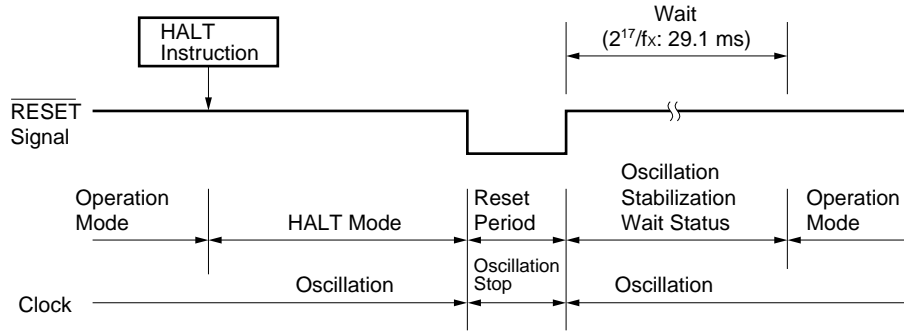 HALT
Instruction
Wait
(2¹⁷/fx: 29.1 ms)
RESET
Signal
Operation
Mode
HALT Mode
Reset
Period
Oscillation
Stabilization
Wait Status
Operation
Mode
Clock
Oscillation
Oscillation
Stop
Oscillation